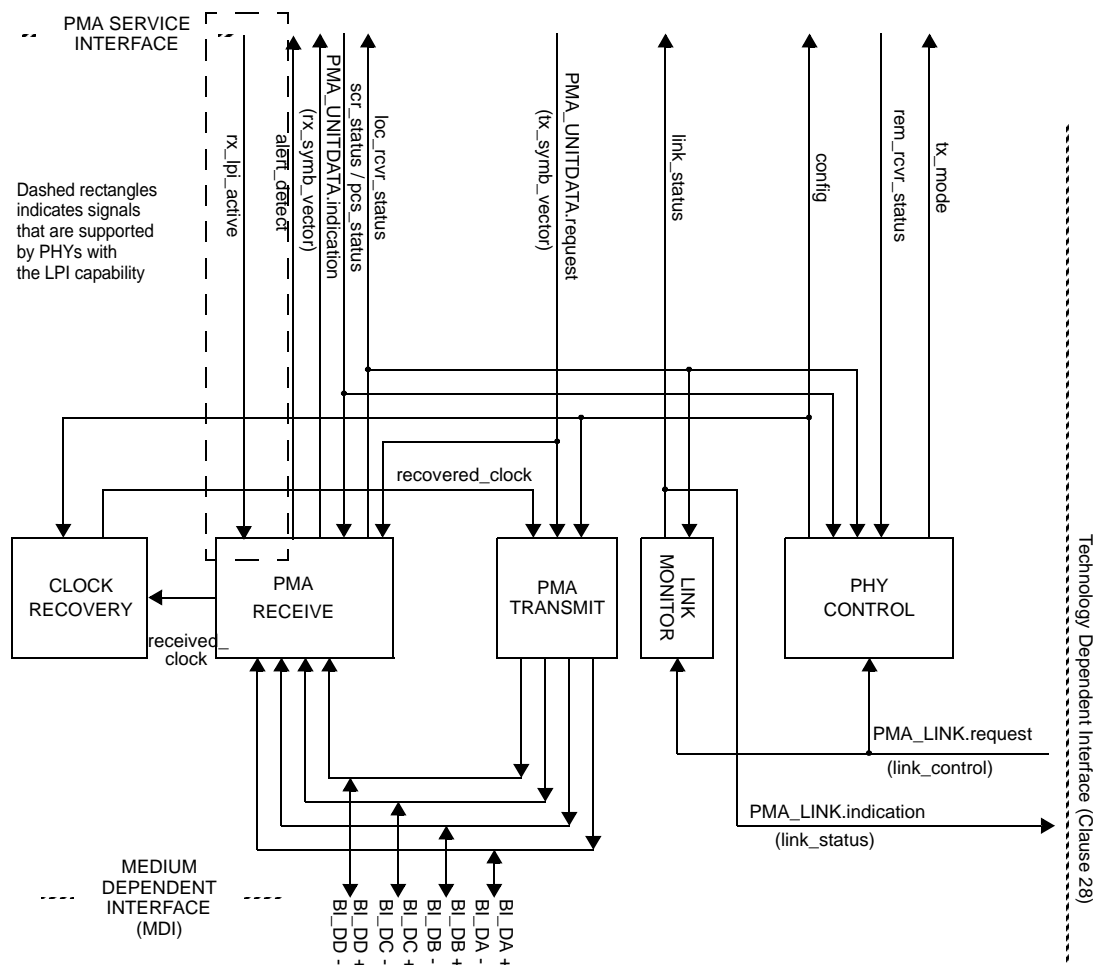 PMA SERVICE
INTERFACE
Dashed rectangles
indicates signals
that are supported
by PHYs with
the LPI capability
rx_lpi_active
alert_detect
(rx_symb_vector)
PMA_UNITDATA.indication
scr_status / pcs_status
loc_rcvr_status
(tx_symb_vector)
PMA_UNITDATA.request
link_status
config
rem_rcvr_status
tx_mode
recovered_clock
CLOCK
RECOVERY
PMA
RECEIVE
PMA
TRANSMIT
LINK
MONITOR
PHY
CONTROL
received_
clock
PMA_LINK.request
(link_control)
PMA_LINK.indication
(link_status)
Technology Dependent Interface (Clause 28)
MEDIUM
DEPENDENT
INTERFACE
(MDI)
BI_DD -
BI_DD +
BI_DC -
BI_DC +
BI_DB -
BI_DB +
BI_DA -
BI_DA +